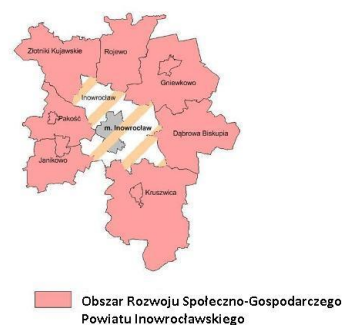 Złotniki Kujawskie
Rojewo
Gniewkowo
Inowrocław
Pakość
m. Inowrocław
Dąbrowa Biskupia
Janikowo
Kruszwica
Obszar Rozwoju Społeczno-Gospodarczego
Powiatu Inowrocławskiego